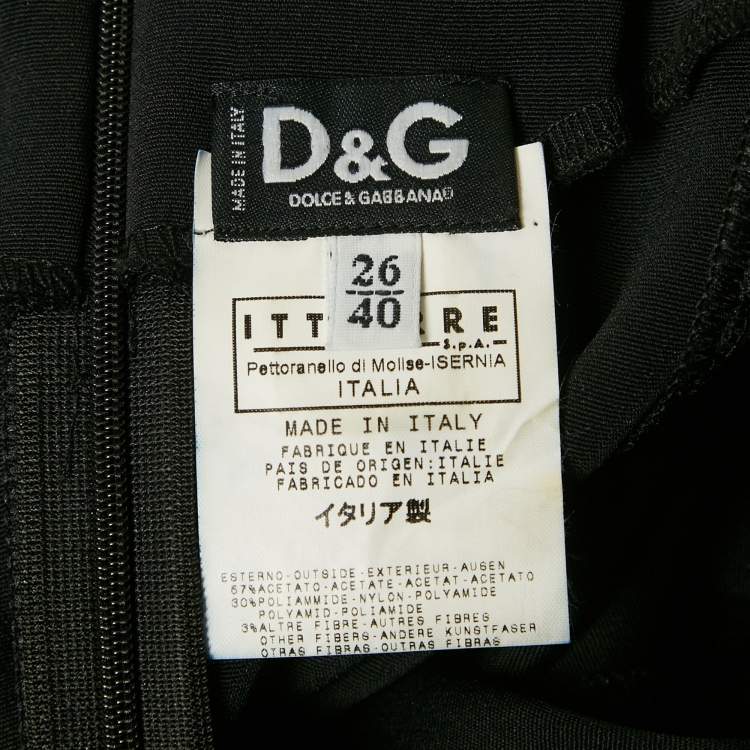 MADE IN ITALY
D&G
DOLCE & GABBANA®
26
40
ITT RRE
S.p.A.
Pettoranello di Molise-ISERNIA
ITALIA
MADE IN ITALY
FABRIQUE EN ITALIE
PAIS DE ORIGEN:ITALIE
FABRICADO EN ITALIA
イタリア製
ESTERNO-OUTSIDE-EXTERIEUR-AUSEN
67%ACETATO-ACETATE-ACETAT-ACETATO
30%POLIAMMIDE-NYLON-POLYAMIDE
POLYAMID-POLIAMIDE
3%ALTRE FIBRE-AUTRES FIBRES
OTHER FIBERS-ANDERE KUNSTFASER
OTRAS FIBRAS-OUTRAS FIBRAS